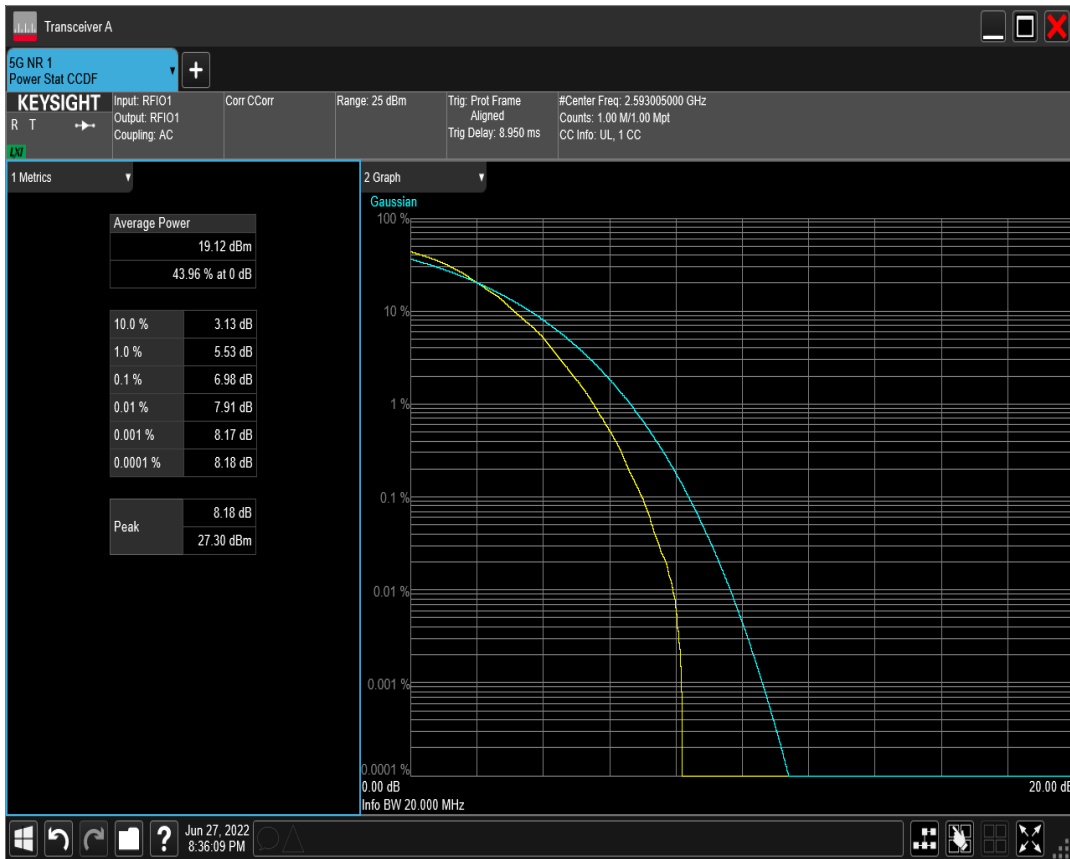 Transceiver A
5G NR 1
Power Stat CCDF
KEYSIGHT
R T
LXI
Input: RFIO1
Output: RFIO1
Coupling: AC
Corr CCorr
Range: 25 dBm
Trig: Prot Frame
Aligned
Trig Delay: 8.950 ms
#Center Freq: 2.593005000 GHz
Counts: 1.00 M/1.00 Mpt
CC Info: UL, 1 CC
1 Metrics
Average Power
19.12 dBm
43.96 % at 0 dB
10.0 % 3.13 dB
1.0 % 5.53 dB
0.1 % 6.98 dB
0.01 % 7.91 dB
0.001 % 8.17 dB
0.0001 % 8.18 dB
Peak
8.18 dB
27.30 dBm
2 Graph
Gaussian
100 %
10 %
1 %
0.1 %
0.01 %
0.001 %
0.0001 %
0.00 dB 20.00 dB
Info BW 20.000 MHz
? Jun 27, 2022
8:36:09 PM